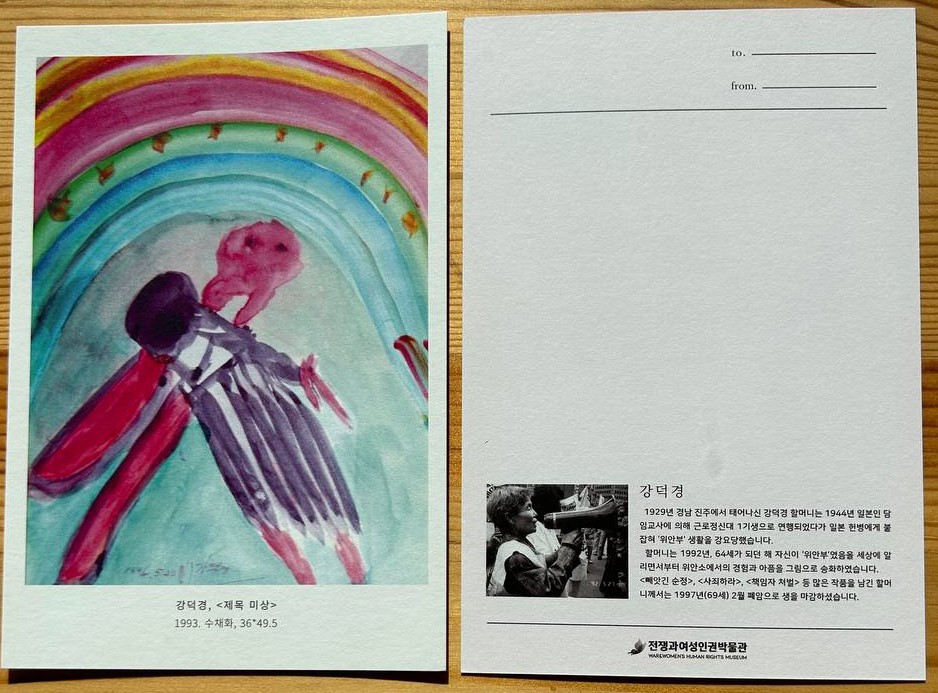 강덕경, <제목 미상>
1993. 수채화, 36*49.5
to.
from.
강덕경
1929년 경남 진주에서 태어나신 강덕경 할머니는 1944년 일본인 담
임교사에 의해 근로정신대 1기생으로 연행되었다가 일본 헌병에게 붙
잡혀 '위안부' 생활을 강요당했습니다.
할머니는 1992년, 64세가 되던 해 자신이 '위안부'였음을 세상에 알
리면서부터 위안소에서의 경험과 아픔을 그림으로 승화하였습니다.
<빼앗긴 순정>, <사죄하라>, <책임자 처벌> 등 많은 작품을 남긴 할머
니께서는 1997년(69세) 2월 폐암으로 생을 마감하셨습니다.
전쟁과여성인권박물관
WAR&WOMEN'S HUMAN RIGHTS MUSEUM